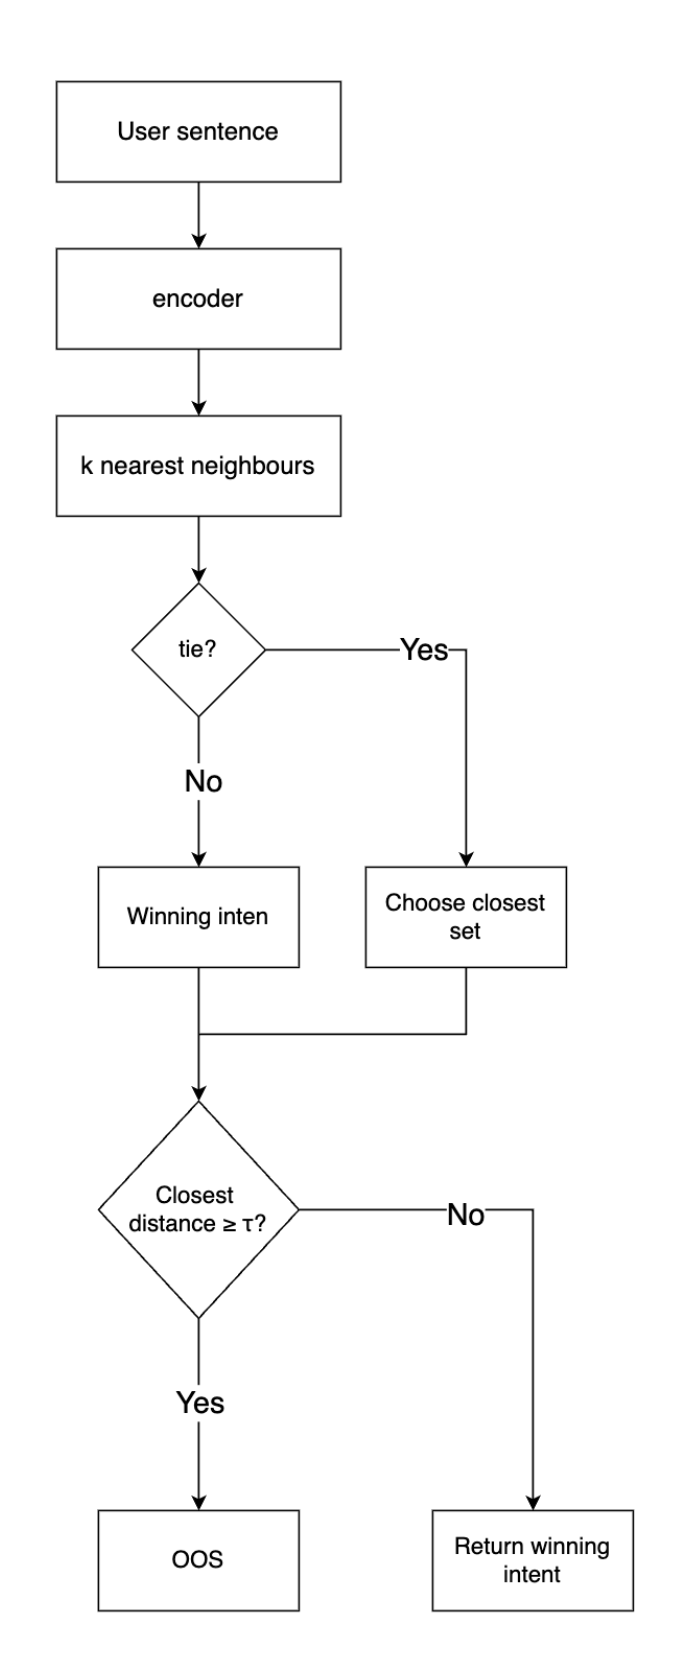 User sentence
encoder
k nearest neighbours
tie?
Yes
No
Winning inten
Choose closest
set
Closest
distance ≥ τ?
No
Yes
OOS
Return winning
intent